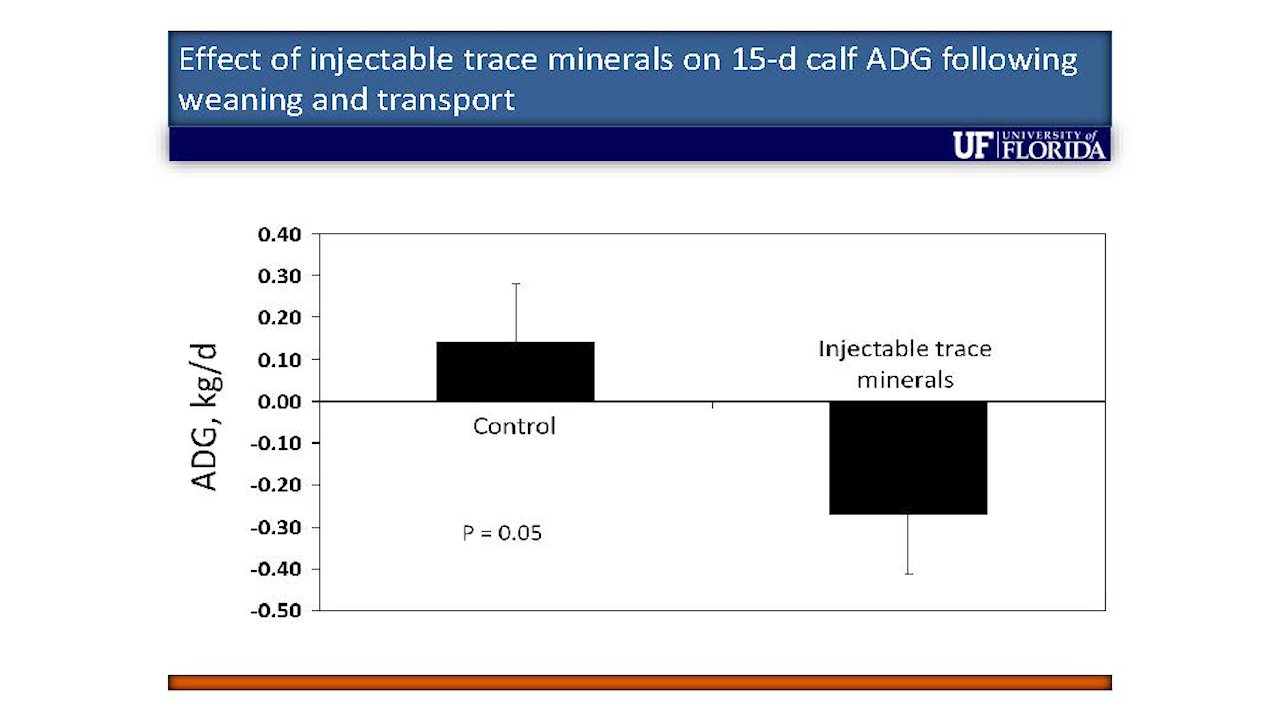 Effect of injectable trace minerals on 15-d calf ADG following
weaning and transport
UF UNIVERSITY of
FLORIDA
ADG, kg/d
0.40
0.30
0.20
0.10
0.00
-0.10
-0.20
-0.30
-0.40
-0.50
Control
Injectable trace
minerals
P = 0.05